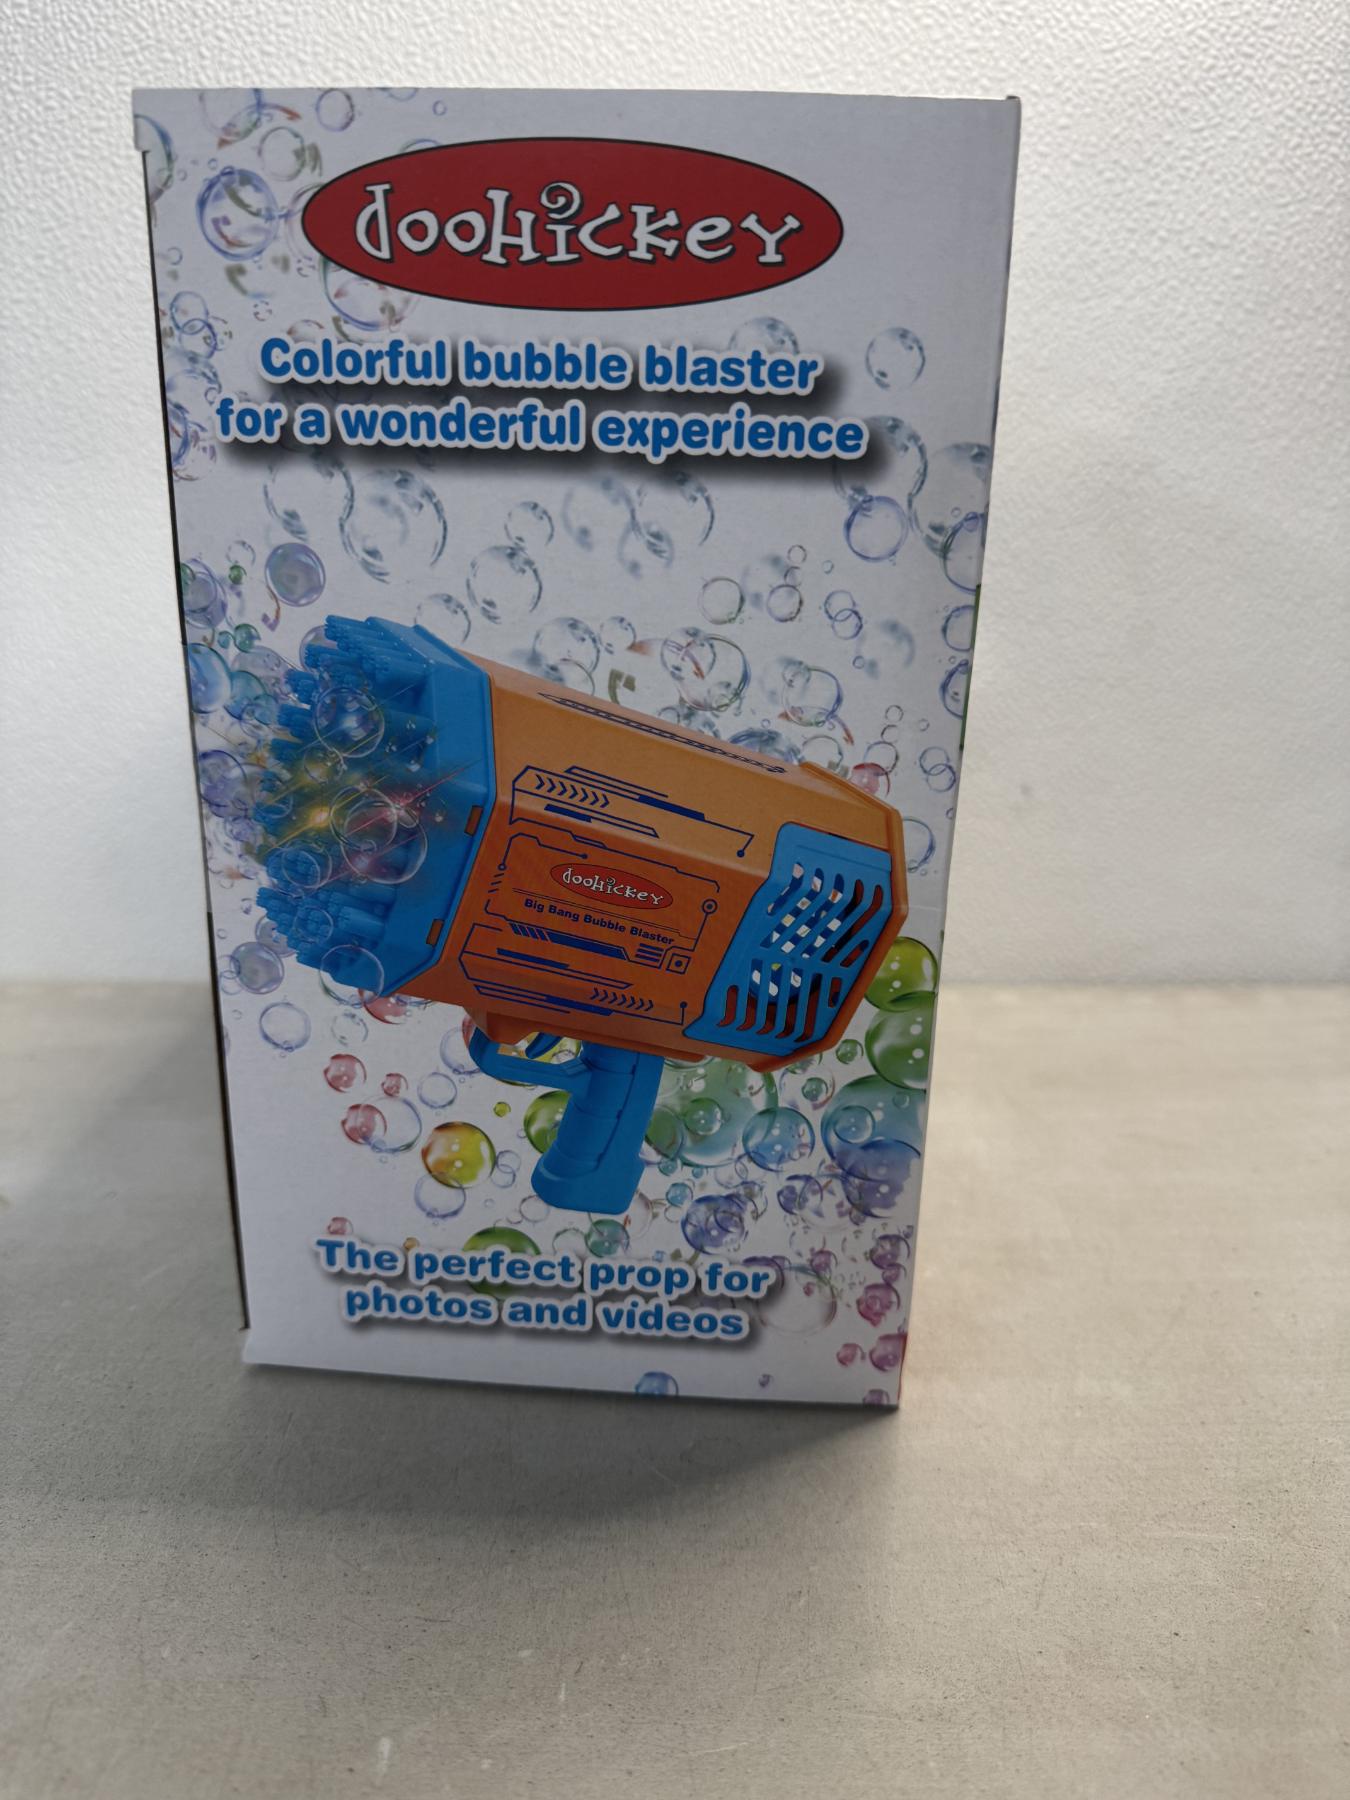 dooHickey
Colorful bubble blaster
for a wonderful experience
dooHickey
Big Bang Bubble Blaster
The perfect prop for
photos and videos